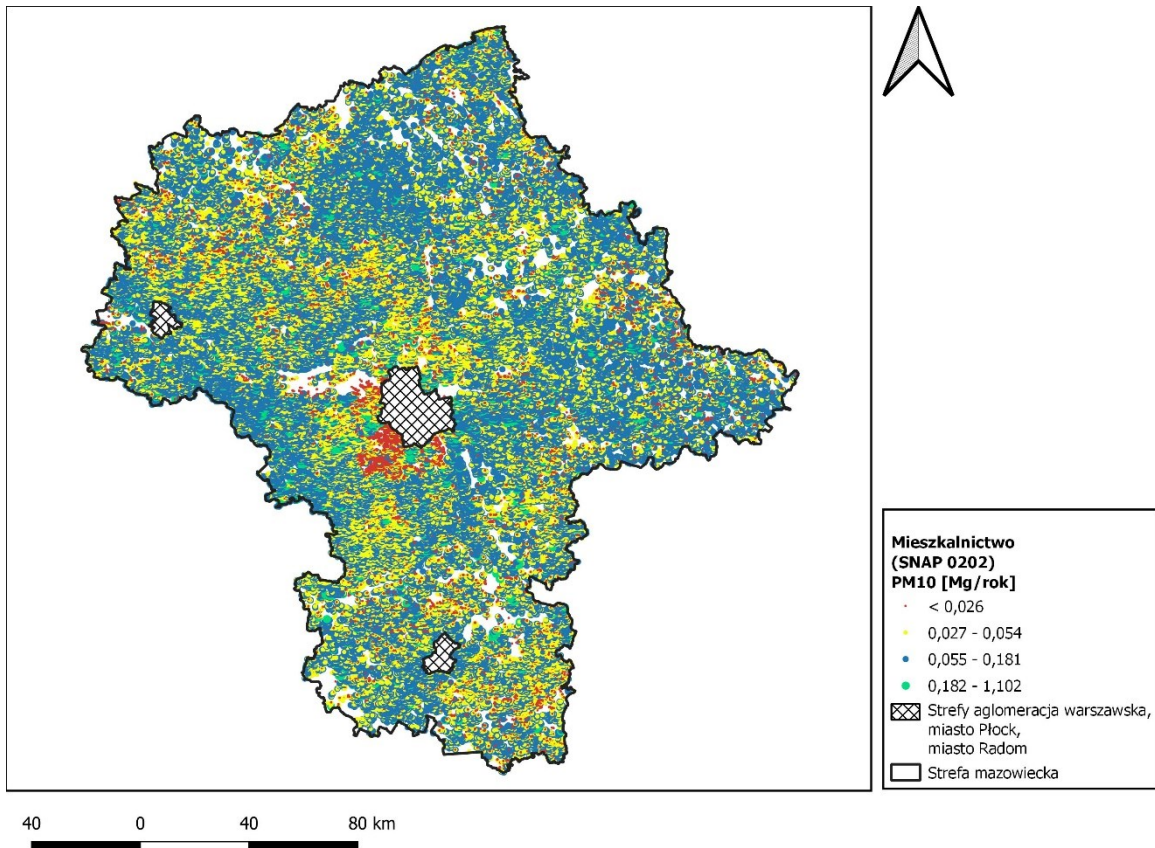 Mieszkalnictwo
(SNAP 0202)
PM10 [Mg/rok]
< 0,026
0,027 - 0,054
0,055 - 0,181
0,182 - 1,102
Strefy aglomeracja warszawska,
miasto Płock,
miasto Radom
Strefa mazowiecka
40 0 40 80 km